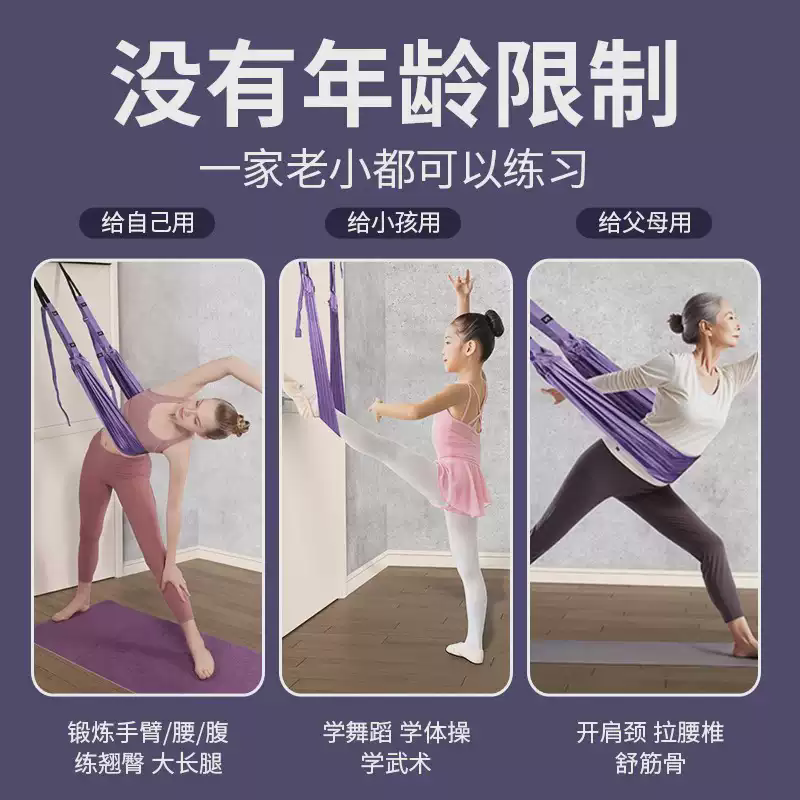 没有年龄限制
一家老小都可以练习
给自己用
给小孩用
给父母用
锻炼手臂/腰/腹
练翘臀 大长腿
学舞蹈 学体操
学武术
开肩颈 拉腰椎
舒筋骨